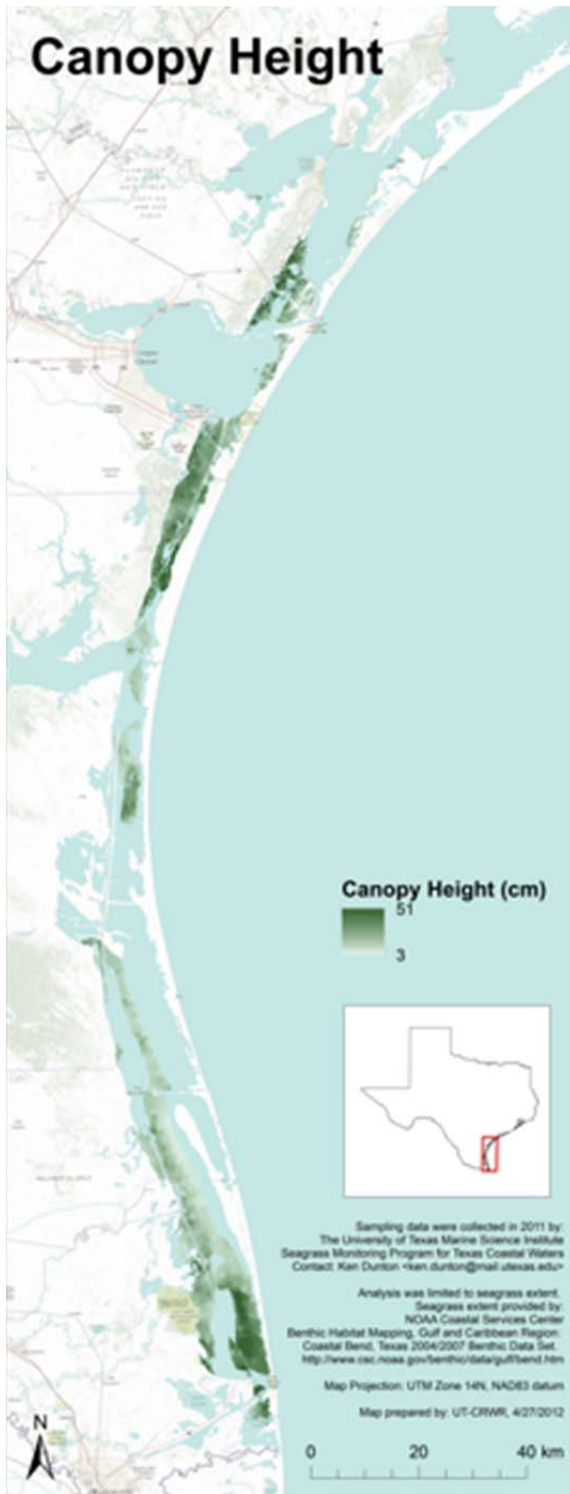 Canopy Height
Canopy Height (cm)
51
3
Sampling data were collected in 2011 by:
The University of Texas Marine Science Institute
Seagrass Monitoring Program for Texas Coastal Waters
Contact: Ken Dunton <ken.dunton@mail.utexas.edu>
Analysis was limited to seagrass extent.
Seagrass extent provided by:
NOAA Coastal Services Center
Benthic Habitat Mapping, Gulf and Caribbean Region:
Coastal Bend, Texas 2004/2007 Benthic Data Set.
http://www.csc.noaa.gov/benthic/data/gulf/bend.htm
Map Projection: UTM Zone 14N, NAD83 datum
Map prepared by: UT-CRWR, 4/27/2012
N
0 20 40 km